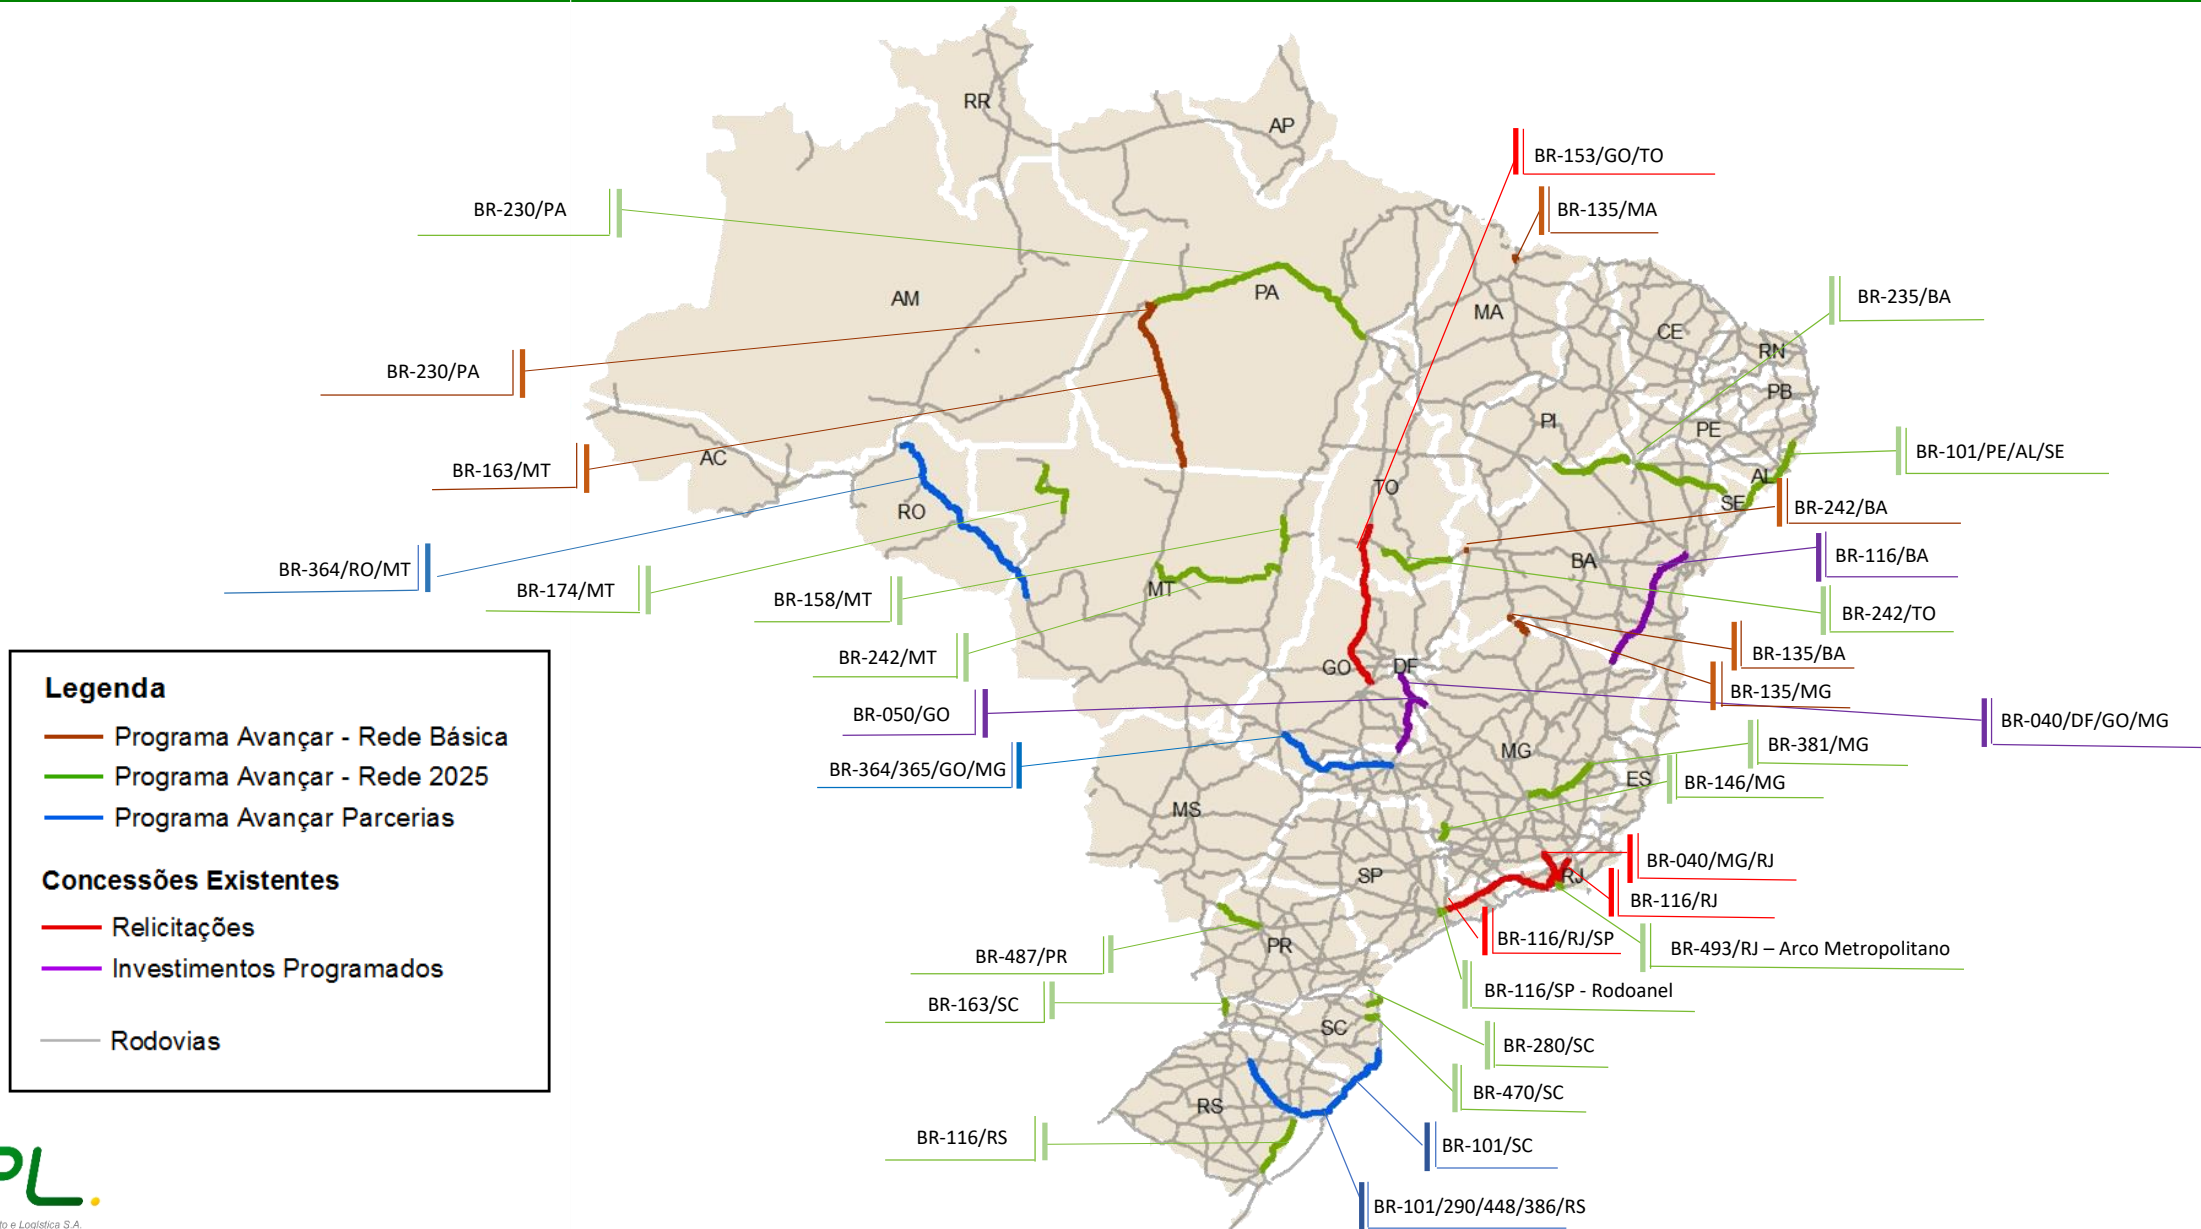 RR
AP
BR-153/GO/TO
BR-230/PA
BR-135/MA
AM
PA
MA
BR-235/BA
CE
RN
BR-230/PA
PB
PI
PE
BR-163/MT
AC
BR-101/PE/AL/SE
AL
TO
SE
RO
BR-242/BA
BR-364/RO/MT
BR-174/MT
BR-158/MT
MT
BA
BR-116/BA
BR-242/TO
BR-242/MT
GO
DF
BR-135/BA
BR-135/MG
BR-050/GO
BR-040/DF/GO/MG
BR-364/365/GO/MG
MG
BR-381/MG
ES
BR-146/MG
MS
SP
RJ
BR-040/MG/RJ
BR-116/RJ
BR-116/RJ/SP
BR-493/RJ – Arco Metropolitano
BR-487/PR
PR
BR-116/SP - Rodoanel
BR-163/SC
SC
BR-280/SC
BR-470/SC
RS
BR-116/RS
BR-101/SC
BR-101/290/448/386/RS
Legenda
Programa Avançar - Rede Básica
Programa Avançar - Rede 2025
Programa Avançar Parcerias
Concessões Existentes
Relicitações
Investimentos Programados
Rodovias
PL.
to e Logística S.A.